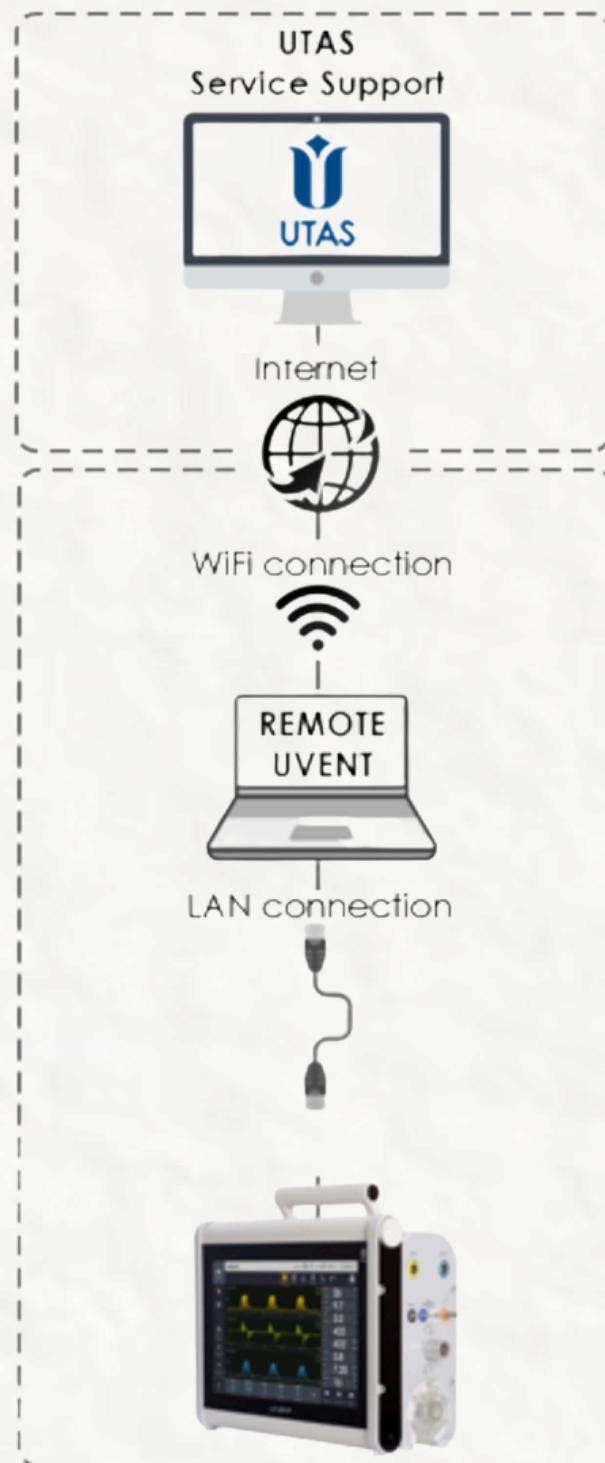 UTAS
Service Support
UTAS
Internet
WiFi connection
REMOTE
UVENT
LAN connection